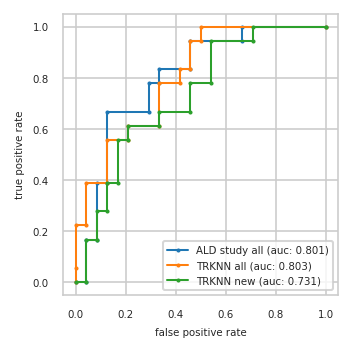 1.0
0.8
0.6
0.4
0.2
0.0
true positive rate
ALD study all (auc: 0.801)
TRKNN all (auc: 0.803)
TRKNN new (auc: 0.731)
0.0 0.2 0.4 0.6 0.8 1.0
false positive rate